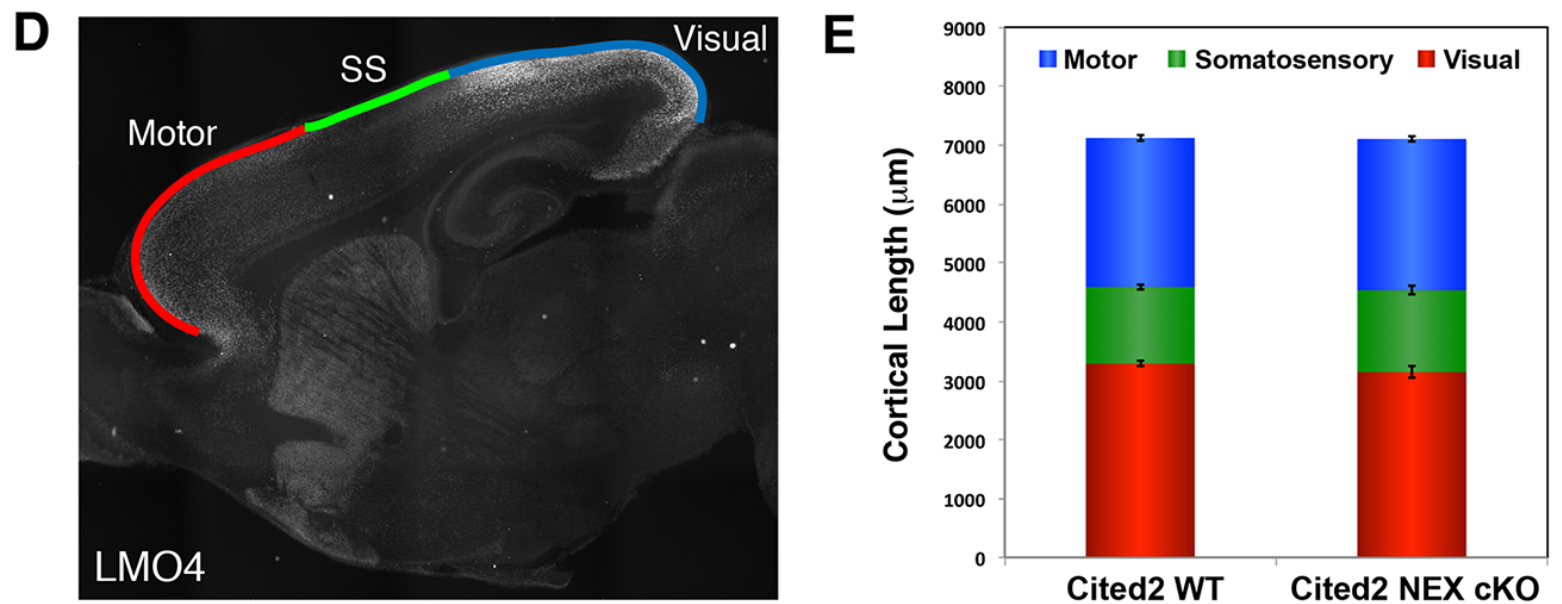 D
Motor
SS
Visual
LMO4
E
Motor Somatosensory Visual
Cortical Length (μm)
9000
8000
7000
6000
5000
4000
3000
2000
1000
0
Cited2 WT
Cited2 NEX cKO